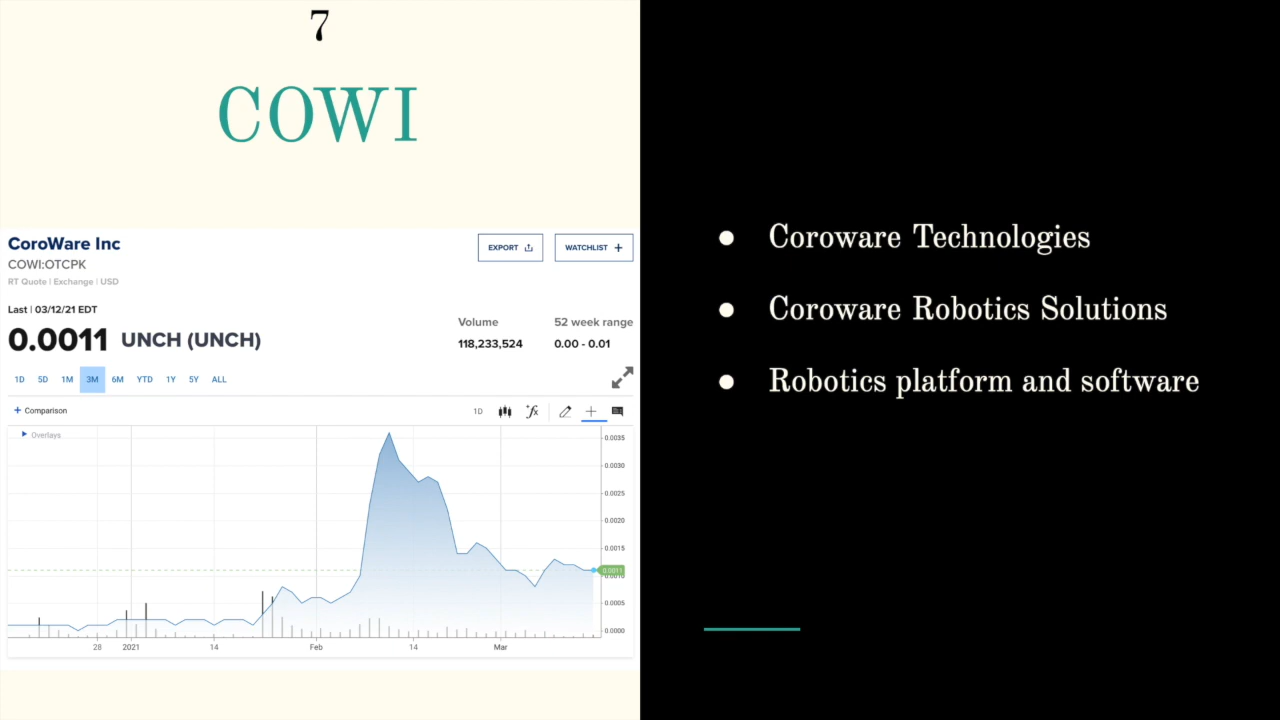 7
COWI
CoroWare Inc
COWI:OTCPK
RT Quote | Exchange | USD
EXPORT
WATCHLIST +
Last | 03/12/21 EDT
0.0011 UNCH (UNCH)
Volume
118,233,524
52 week range
0.00 - 0.01
1D 5D 1M 3M 6M YTD 1Y 5Y ALL
+ Comparison
1D
Overlays
0.0035
0.0030
0.0025
0.0020
0.0015
0.0011
0.0010
0.0005
0.0000
28 2021 14 Feb 14 Mar
● Coroware Technologies
● Coroware Robotics Solutions
● Robotics platform and software